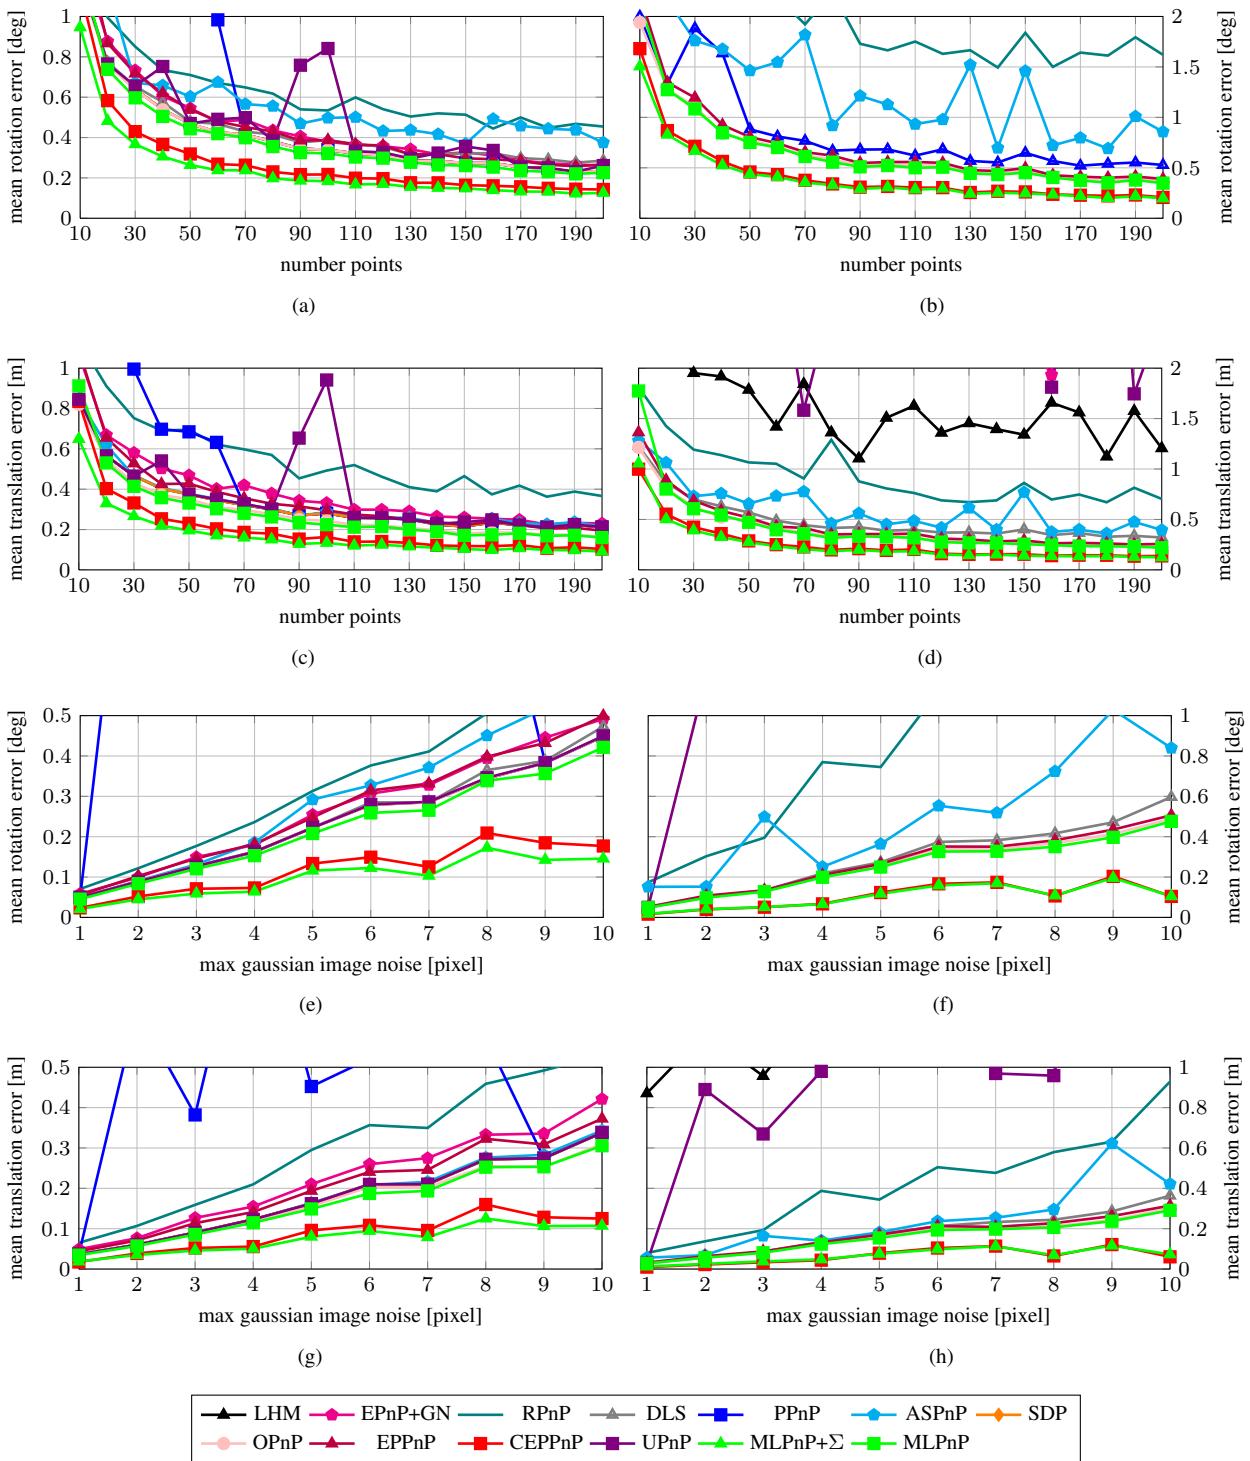 mean rotation error [deg]
1
0.8
0.6
0.4
0.2
0
10 30 50 70 90 110 130 150 170 190
number points
(a)
2
1.5
1
0.5
0
mean rotation error [deg]
10 30 50 70 90 110 130 150 170 190
number points
(b)
mean translation error [m]
1
0.8
0.6
0.4
0.2
0
10 30 50 70 90 110 130 150 170 190
number points
(c)
2
1.5
1
0.5
0
mean translation error [m]
10 30 50 70 90 110 130 150 170 190
number points
(d)
mean rotation error [deg]
0.5
0.4
0.3
0.2
0.1
0
1 2 3 4 5 6 7 8 9 10
max gaussian image noise [pixel]
(e)
1
0.8
0.6
0.4
0.2
0
mean rotation error [deg]
1 2 3 4 5 6 7 8 9 10
max gaussian image noise [pixel]
(f)
mean translation error [m]
0.5
0.4
0.3
0.2
0.1
0
1 2 3 4 5 6 7 8 9 10
max gaussian image noise [pixel]
(g)
1
0.8
0.6
0.4
0.2
0
mean translation error [m]
1 2 3 4 5 6 7 8 9 10
max gaussian image noise [pixel]
(h)
LHM EPnP+GN RPnP DLS PPnP ASPnP SDP
OPnP EPPnP CEPPnP UPnP MLPnP+Σ MLPnP